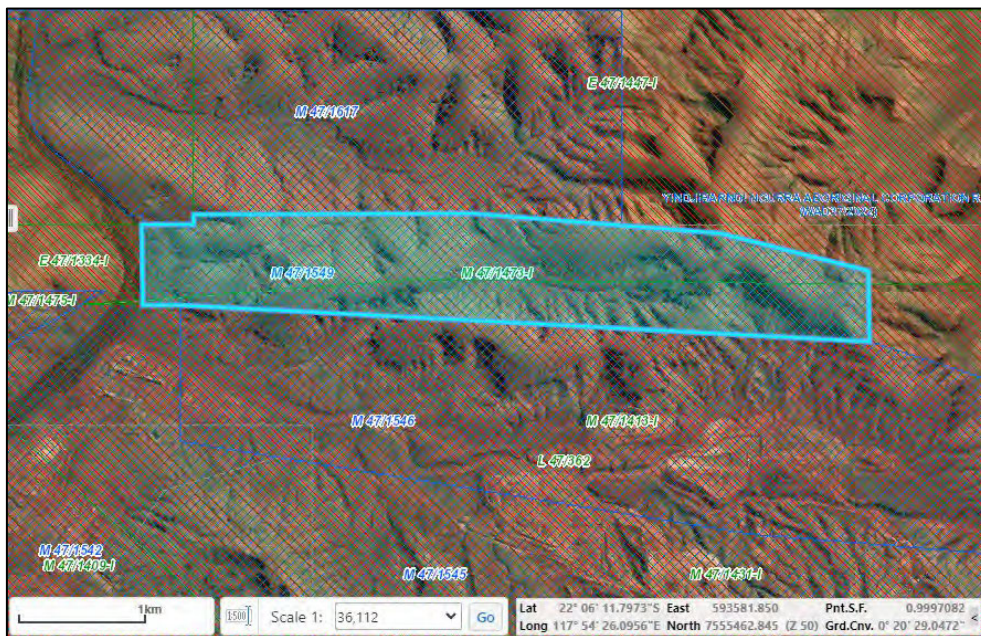 M 47/1617
E 47/1447-I
(WAD37/2003)
E 47/1334-I
M 47/1549
M 47/1473-I
M 47/1475-I
M 47/1546
M 47/1413-I
L 47/362
M 47/1542
M 47/1409-I
M 47/1545
M 47/1431-I
1km
Scale 1: 36,112 Go
Lat 22° 06' 11.7973"S East 593581.850 Pnt.S.F. 0.9997082
Long 117° 54' 26.0956"E North 7555462.845 (Z 50) Grd.Cnv. 0° 20' 29.0472"